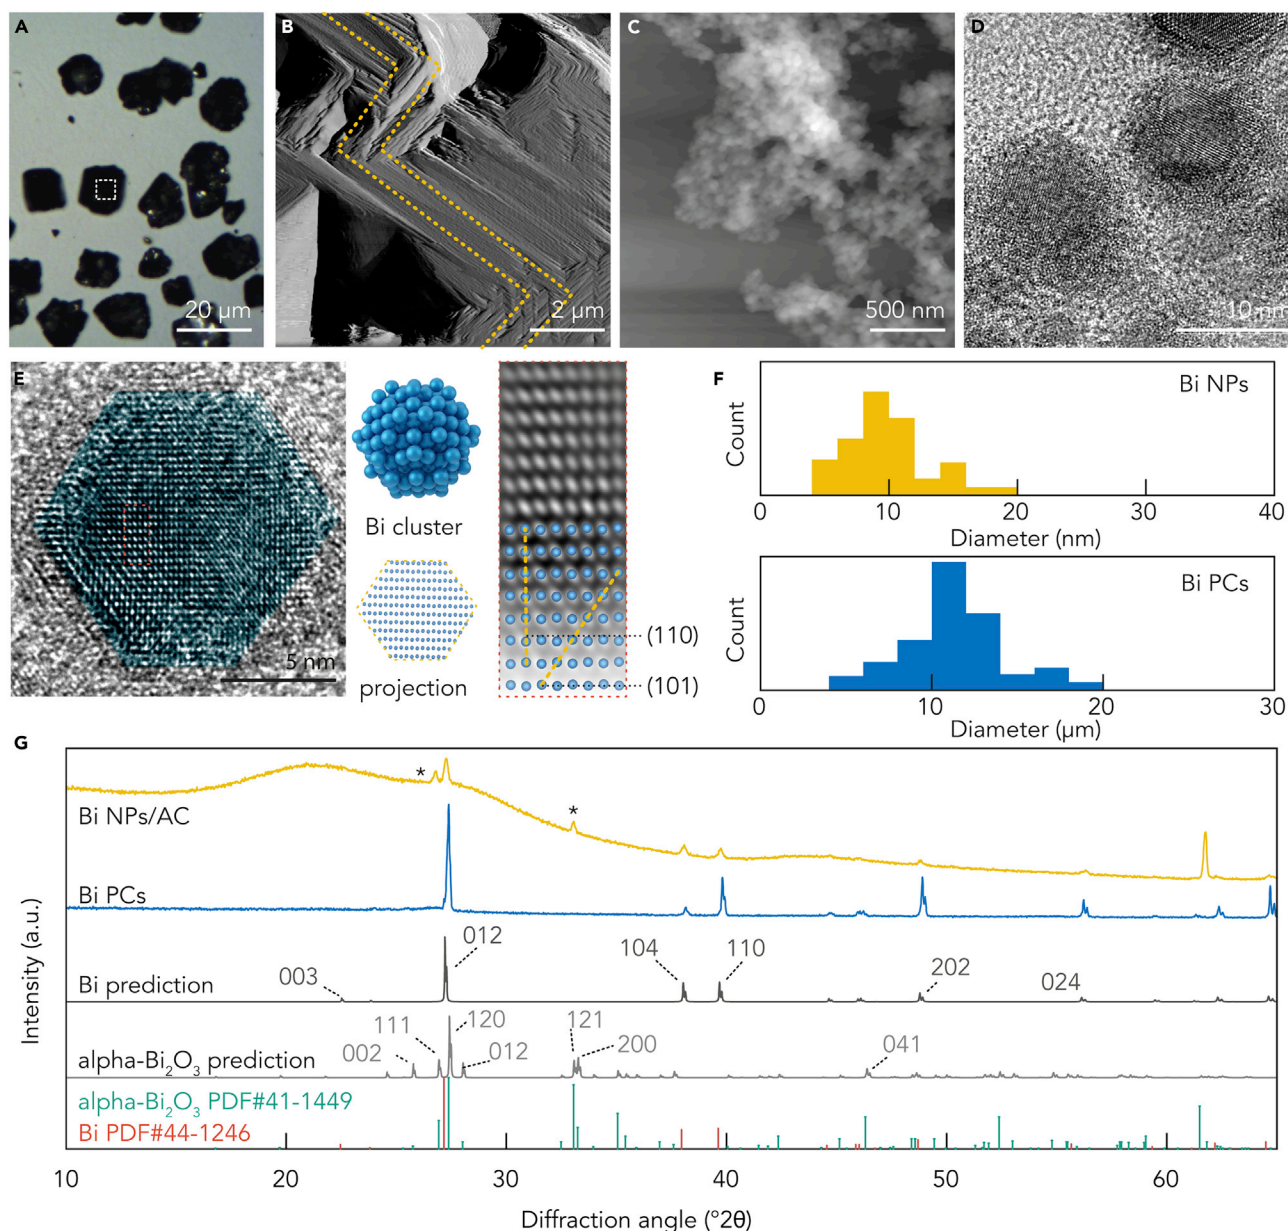 A
B
C
D
20 µm
2 µm
500 nm
10 nm
E
5 nm
Bi cluster
projection
(110)
(101)
F
Bi NPs
Count
0 10 20 30 40
Diameter (nm)
Bi PCs
Count
0 10 20 30
Diameter (µm)
G
Intensity (a.u.)
*
*
Bi NPs/AC
Bi PCs
012
003
104
110
202
024
Bi prediction
002
111
120
012
121
200
041
alpha-Bi₂O₃ prediction
alpha-Bi₂O₃ PDF#41-1449
Bi PDF#44-1246
10 20 30 40 50 60
Diffraction angle (°2θ)